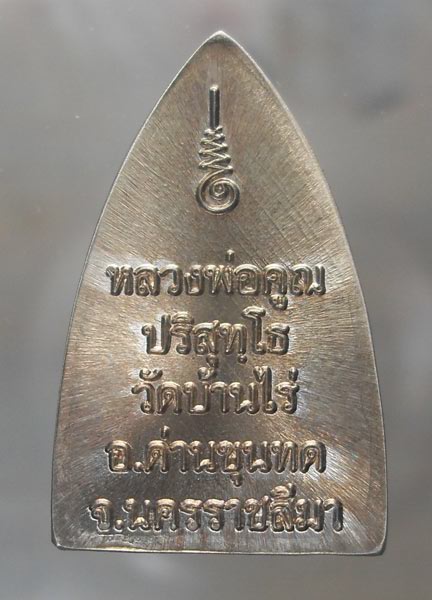 หลวงพ่อคูณ
ปริสุทฺโธ
วัดบ้านไร่
อ.ด่านขุนทด
จ.นครราชสีมา